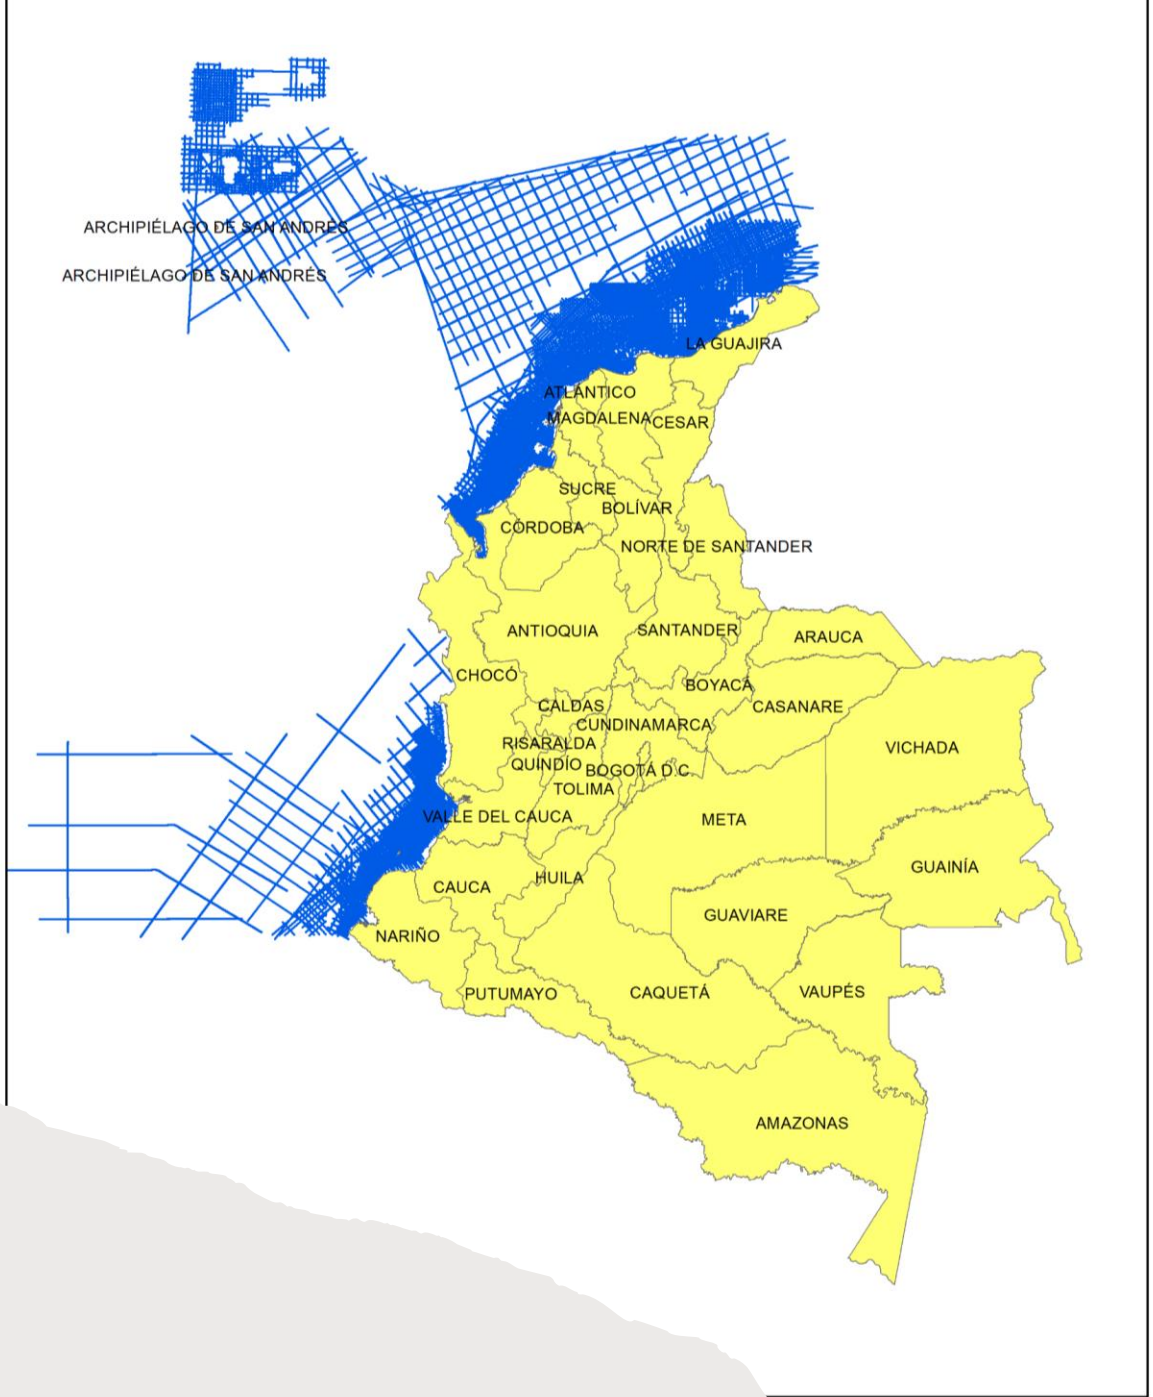 ARCHIPIÉLAGO DE SAN ANDRÉS
ARCHIPIÉLAGO DE SAN ANDRÉS
LA GUAJIRA
ATLÁNTICO
MAGDALENA
CESAR
SUCRE
BOLÍVAR
CÓRDOBA
NORTE DE SANTANDER
ANTIOQUIA
SANTANDER
ARAUCA
CHOCÓ
BOYACÁ
CALDAS
CASANARE
CUNDINAMARCA
RISARALDA
VICHADA
QUINDÍO
BOGOTÁ D.C.
TOLIMA
VALLE DEL CAUCA
META
GUAINÍA
HUILA
CAUCA
GUAVIARE
NARIÑO
PUTUMAYO
CAQUETÁ
VAUPÉS
AMAZONAS